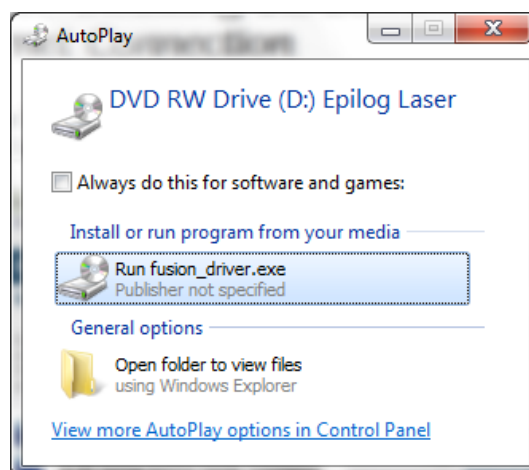 AutoPlay
DVD RW Drive (D:) Epilog Laser
Always do this for software and games:
Install or run program from your media
Run fusion_driver.exe
Publisher not specified
General options
Open folder to view files
using Windows Explorer
View more AutoPlay options in Control Panel